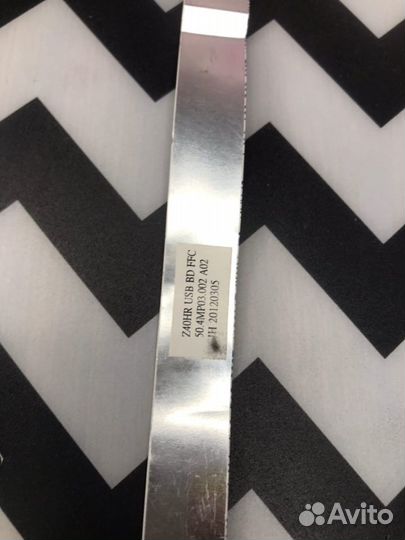 Z40HR USB BD FFC
50.4MP03.002 A02
20120305
Avito